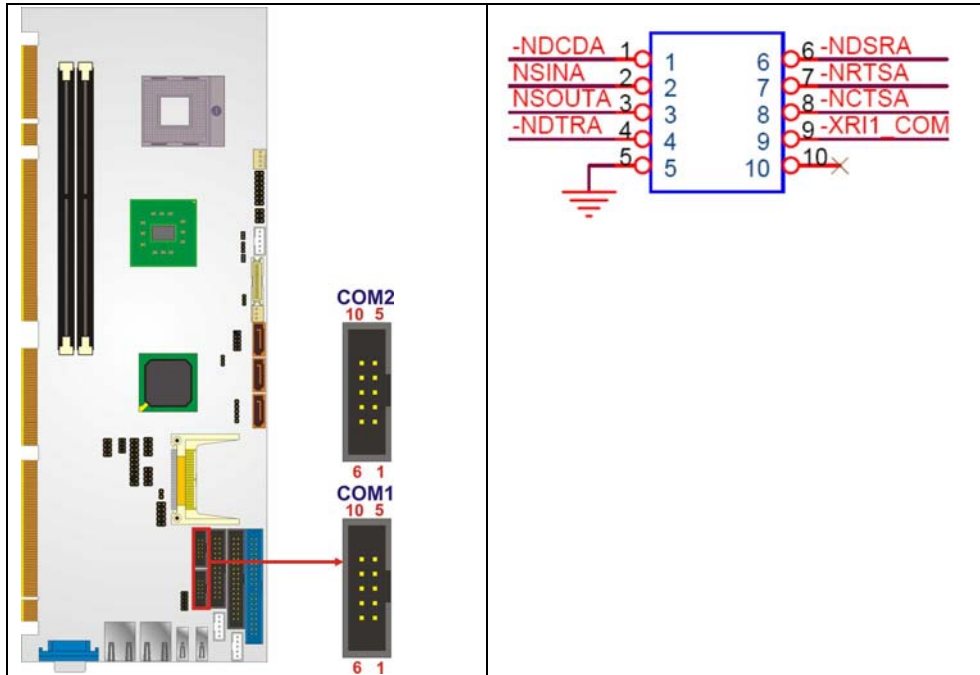 COM2
10 5
6 1
COM1
10 5
6 1
-NDCDA 1 1 6 6 -NDSRA
NSINA 2 2 7 7 -NRTSA
NSOUTA 3 3 8 8 -NCTSA
-NDTRA 4 4 9 9 -XRI1_COM
5 5 10 10